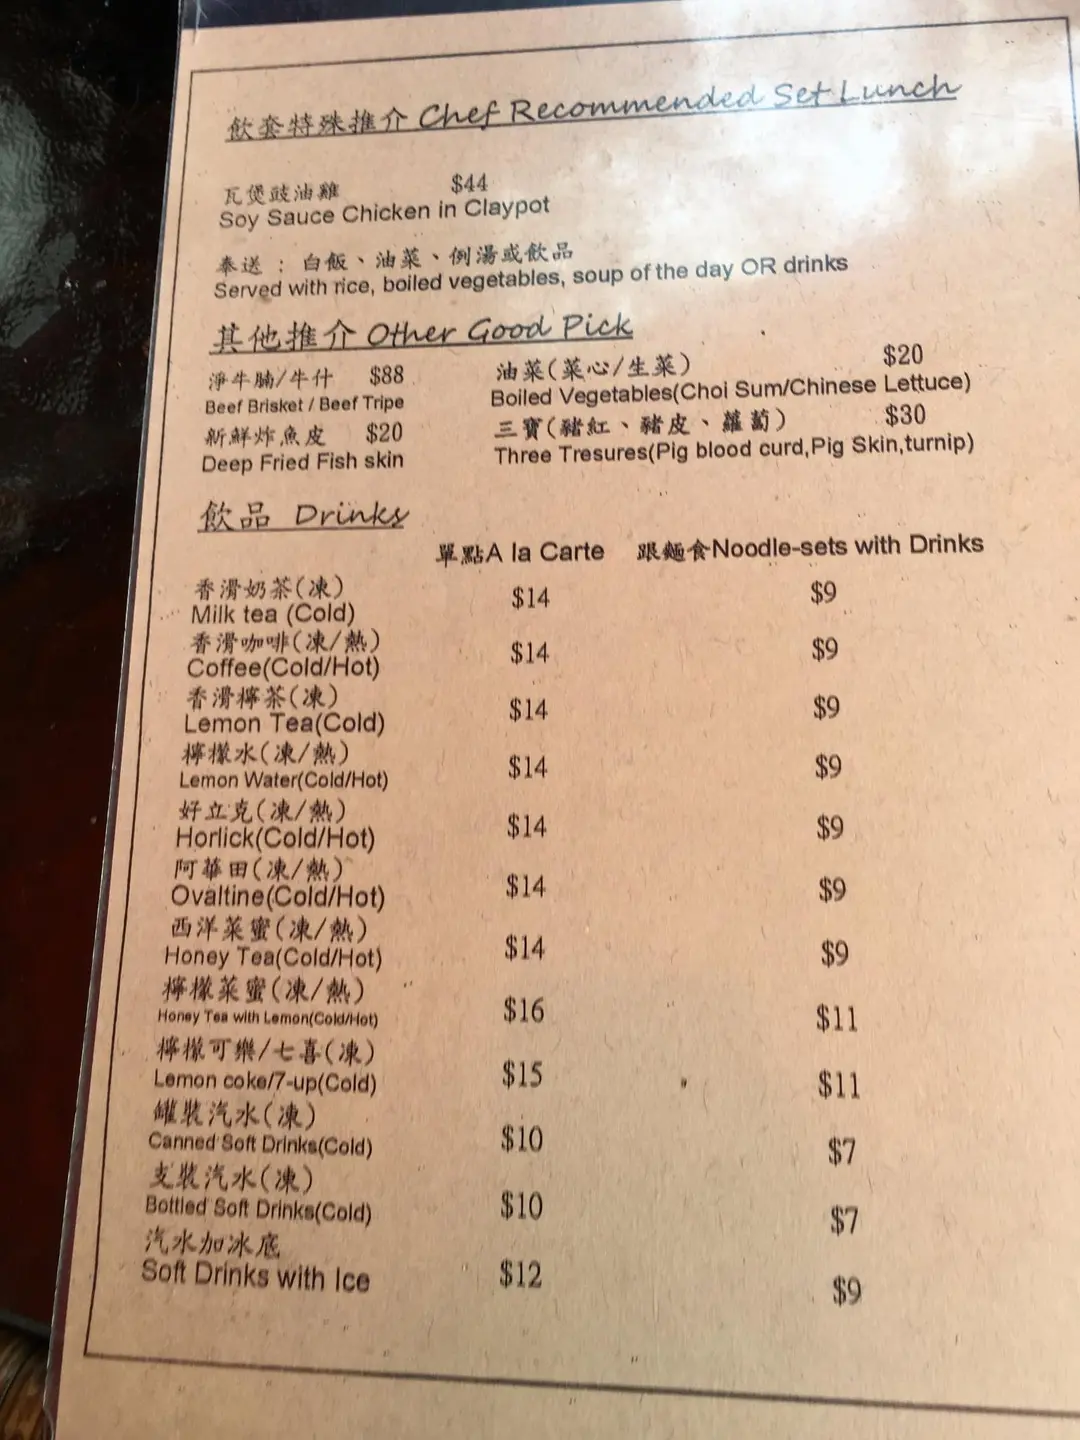 飲套特殊推介 Chef Recommended Set Lunch
瓦煲豉油雞 $44
Soy Sauce Chicken in Claypot
奉送 : 白飯、油菜、例湯或飲品
Served with rice, boiled vegetables, soup of the day OR drinks
其他推介 Other Good Pick
淨牛腩/牛什 $88
Beef Brisket / Beef Tripe
新鮮炸魚皮 $20
Deep Fried Fish skin
油菜(菜心/生菜) $20
Boiled Vegetables(Choi Sum/Chinese Lettuce)
三寶(豬紅、豬皮、蘿蔔) $30
Three Tresures(Pig blood curd,Pig Skin,turnip)
飲品 Drinks
單點A la Carte 跟麵食Noodle-sets with Drinks
香滑奶茶(凍)
Milk tea (Cold) $14 $9
香滑咖啡(凍/熱)
Coffee(Cold/Hot) $14 $9
香滑檸茶(凍)
Lemon Tea(Cold) $14 $9
檸檬水(凍/熱)
Lemon Water(Cold/Hot) $14 $9
好立克(凍/熱)
Horlick(Cold/Hot) $14 $9
阿華田(凍/熱)
Ovaltine(Cold/Hot) $14 $9
西洋菜蜜(凍/熱)
Honey Tea(Cold/Hot) $14 $9
檸檬菜蜜(凍/熱)
Honey Tea with Lemon(Cold/Hot) $16 $11
檸檬可樂/七喜(凍)
Lemon coke/7-up(Cold) $15 $11
罐裝汽水(凍)
Canned Soft Drinks(Cold) $10 $7
支裝汽水(凍)
Bottled Soft Drinks(Cold) $10 $7
汽水加冰底
Soft Drinks with Ice $12 $9